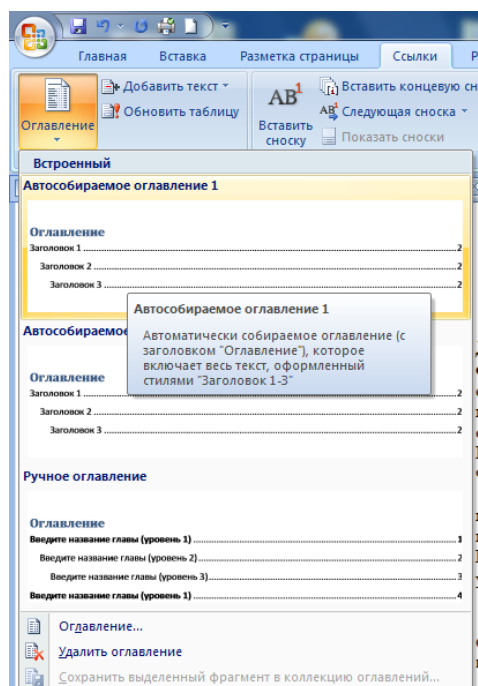 Главная Вставка Разметка страницы Ссылки Р
Оглавление
Добавить текст
Обновить таблицу
AB1
Вставить сноску
Вставить концевую сн
AB Следующая сноска
Показать сноски
Встроенный
Автособираемое оглавление 1
Оглавление
Заголовок 1 2
Заголовок 2 2
Заголовок 3 2
Автособираемое оглавление 1
Автоматически собираемое оглавление (с
заголовком "Оглавление"), которое
включает весь текст, оформленный
стилями "Заголовок 1-3"
Автособираемо
Оглавление
Заголовок 1 2
Заголовок 2 2
Заголовок 3 2
Ручное оглавление
Оглавление
Введите название главы (уровень 1) 1
Введите название главы (уровень 2) 2
Введите название главы (уровень 3) 3
Введите название главы (уровень 1) 4
Оглавление...
Удалить оглавление
Сохранить выделенный фрагмент в коллекцию оглавлений...